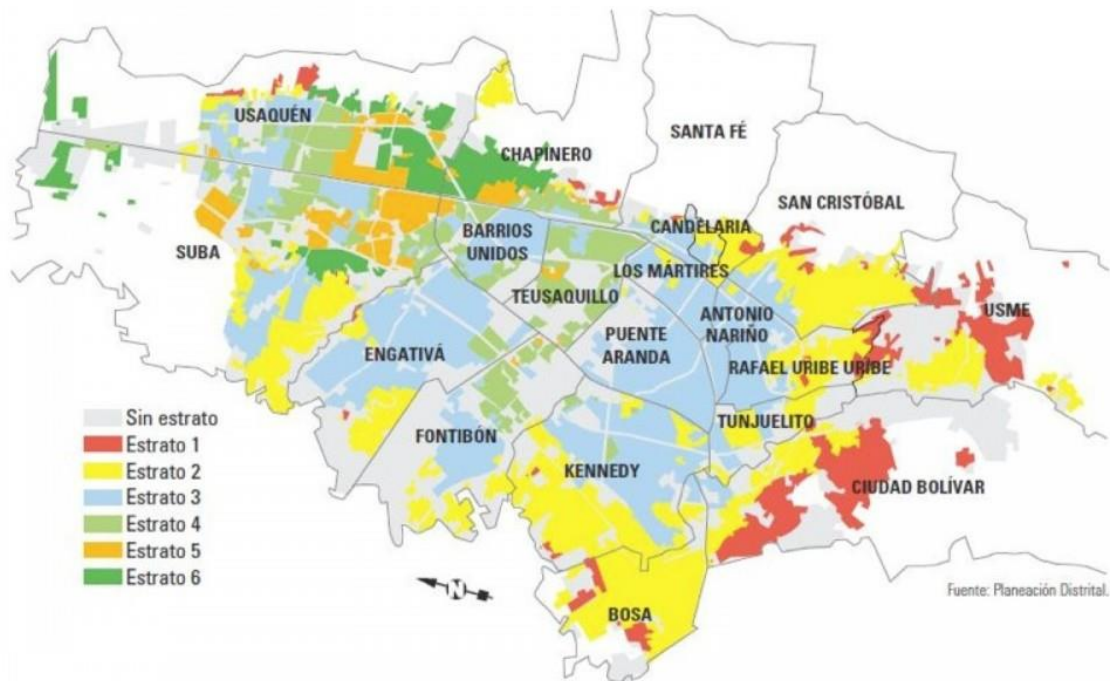 USAQUÉN
CHAPINERO
SANTA FÉ
SAN CRISTÓBAL
SUBA
BARRIOS
UNIDOS
CANDELARIA
LOS MÁRTIRES
TEUSAQUILLO
ANTONIO
NARIÑO
USME
ENGATIVÁ
PUENTE
ARANDA
RAFAEL URIBE URÍBE
TUNJUELITO
FONTIBÓN
KENNEDY
CIUDAD BOLÍVAR
BOSA
Sin estrato
Estrato 1
Estrato 2
Estrato 3
Estrato 4
Estrato 5
Estrato 6
N
Fuente: Planeación Distrital.